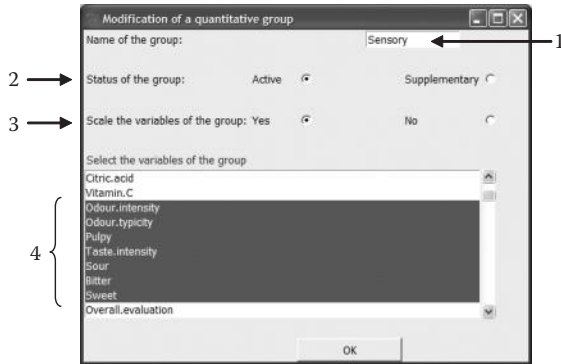 Modification of a quantitative group
Name of the group: Sensory 1
2 Status of the group: Active Supplementary
3 Scale the variables of the group: Yes No
Select the variables of the group
Citric.acid
Vitamin.C
Odour.intensity
Odour.typicity
Pulpy
4 Taste.intensity
Sour
Bitter
Sweet
Overall.evaluation
OK